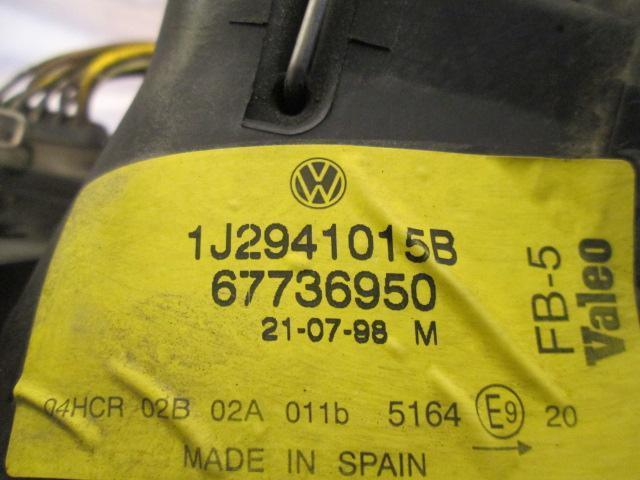 1J2941015B
67736950
21-07-98 M
FB-5
Valeo
04HCR 02B 02A 011b 5164 E9 20
MADE IN SPAIN